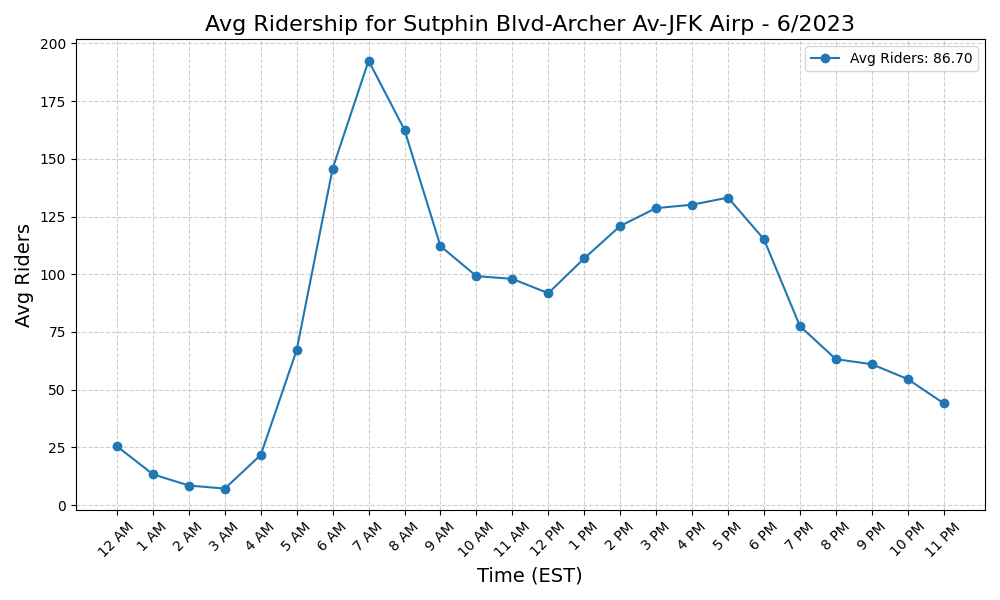 Avg Ridership for Sutphin Blvd-Archer Av-JFK Airp - 6/2023
Avg Riders: 86.70
Avg Riders
200
175
150
125
100
75
50
25
0
12 AM
1 AM
2 AM
3 AM
4 AM
5 AM
6 AM
7 AM
8 AM
9 AM
10 AM
11 AM
12 PM
1 PM
2 PM
3 PM
4 PM
5 PM
6 PM
7 PM
8 PM
9 PM
10 PM
11 PM
Time (EST)